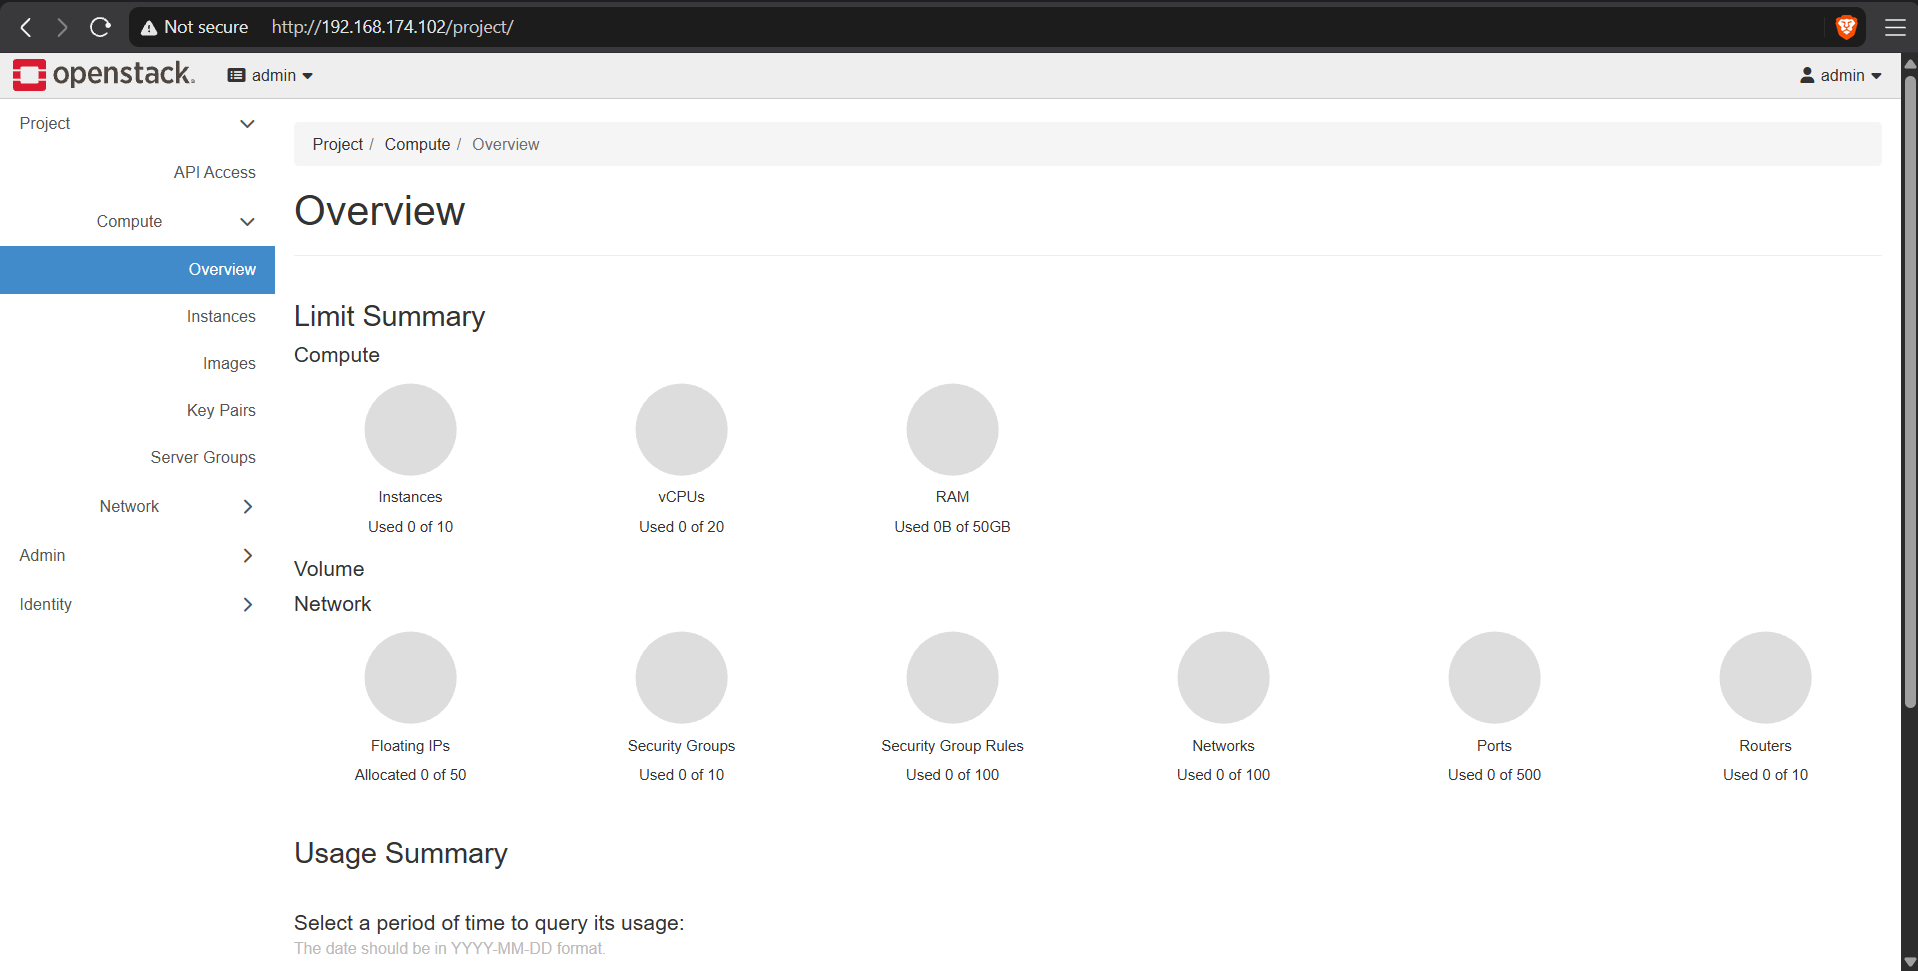 Not secure http://192.168.174.102/project/
openstack. admin admin
Project
API Access
Compute
Overview
Instances
Images
Key Pairs
Server Groups
Network
Admin
Identity
Project / Compute / Overview
Overview
Limit Summary
Compute
Instances vCPUs RAM
Used 0 of 10 Used 0 of 20 Used 0B of 50GB
Volume
Network
Floating IPs Security Groups Security Group Rules Networks Ports Routers
Allocated 0 of 50 Used 0 of 10 Used 0 of 100 Used 0 of 100 Used 0 of 500 Used 0 of 10
Usage Summary
Select a period of time to query its usage:
The date should be in YYYY-MM-DD format.